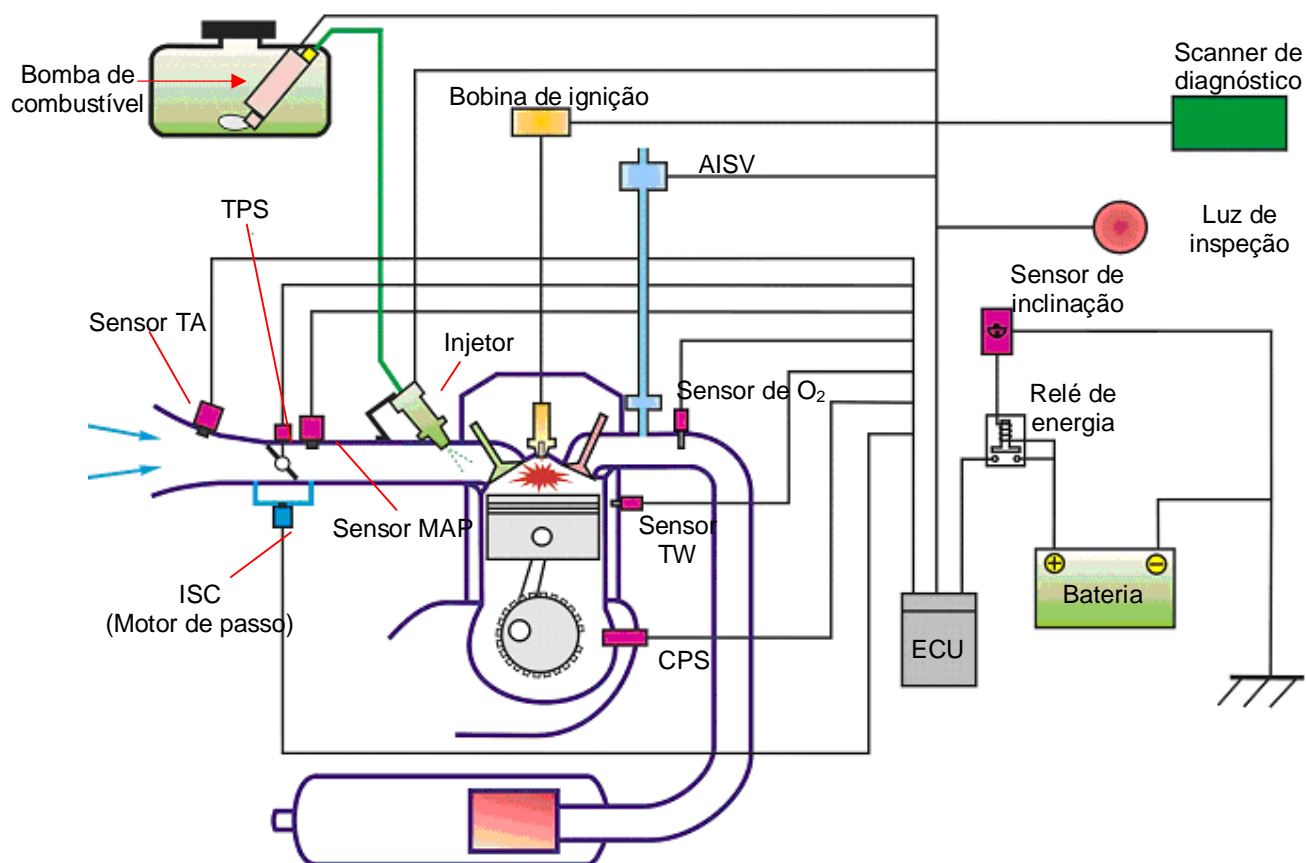 Scanner de
diagnóstico
Bomba de
combustível
Bobina de ignição
AISV
TPS
Luz de
inspeção
Sensor de
inclinação
Sensor TA
Injetor
Sensor de O₂
Relé de
energia
Sensor MAP
Sensor
TW
ISC
(Motor de passo)
Bateria
ECU
CPS